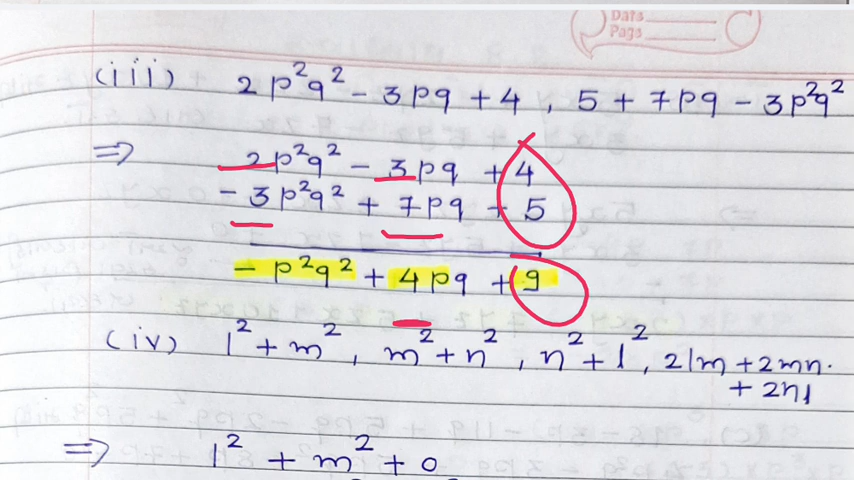 Date
Page
(iii) 2p²q² - 3pq + 4 , 5 + 7pq - 3p²q²
⇒ 2p²q² - 3pq + 4
- 3p²q² + 7pq + 5
- p²q² + 4pq + 9
(iv) l² + m² , m² + n² , n² + l² , 2lm + 2mn.
+ 2nl
⇒ l² + m² + 0